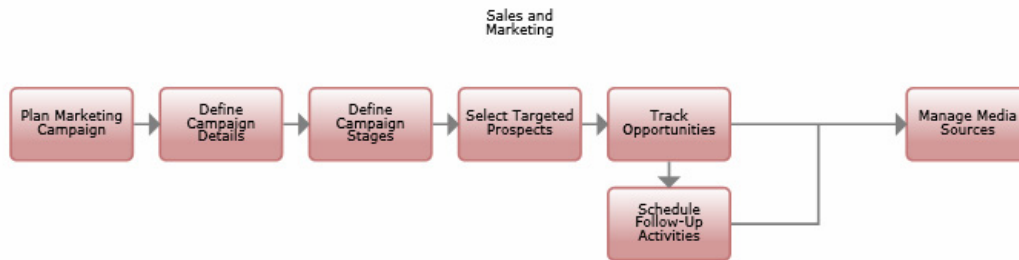 Sales and
Marketing
Plan Marketing
Campaign
Define
Campaign
Details
Define
Campaign
Stages
Select Targeted
Prospects
Track
Opportunities
Manage Media
Sources
Schedule
Follow-Up
Activities